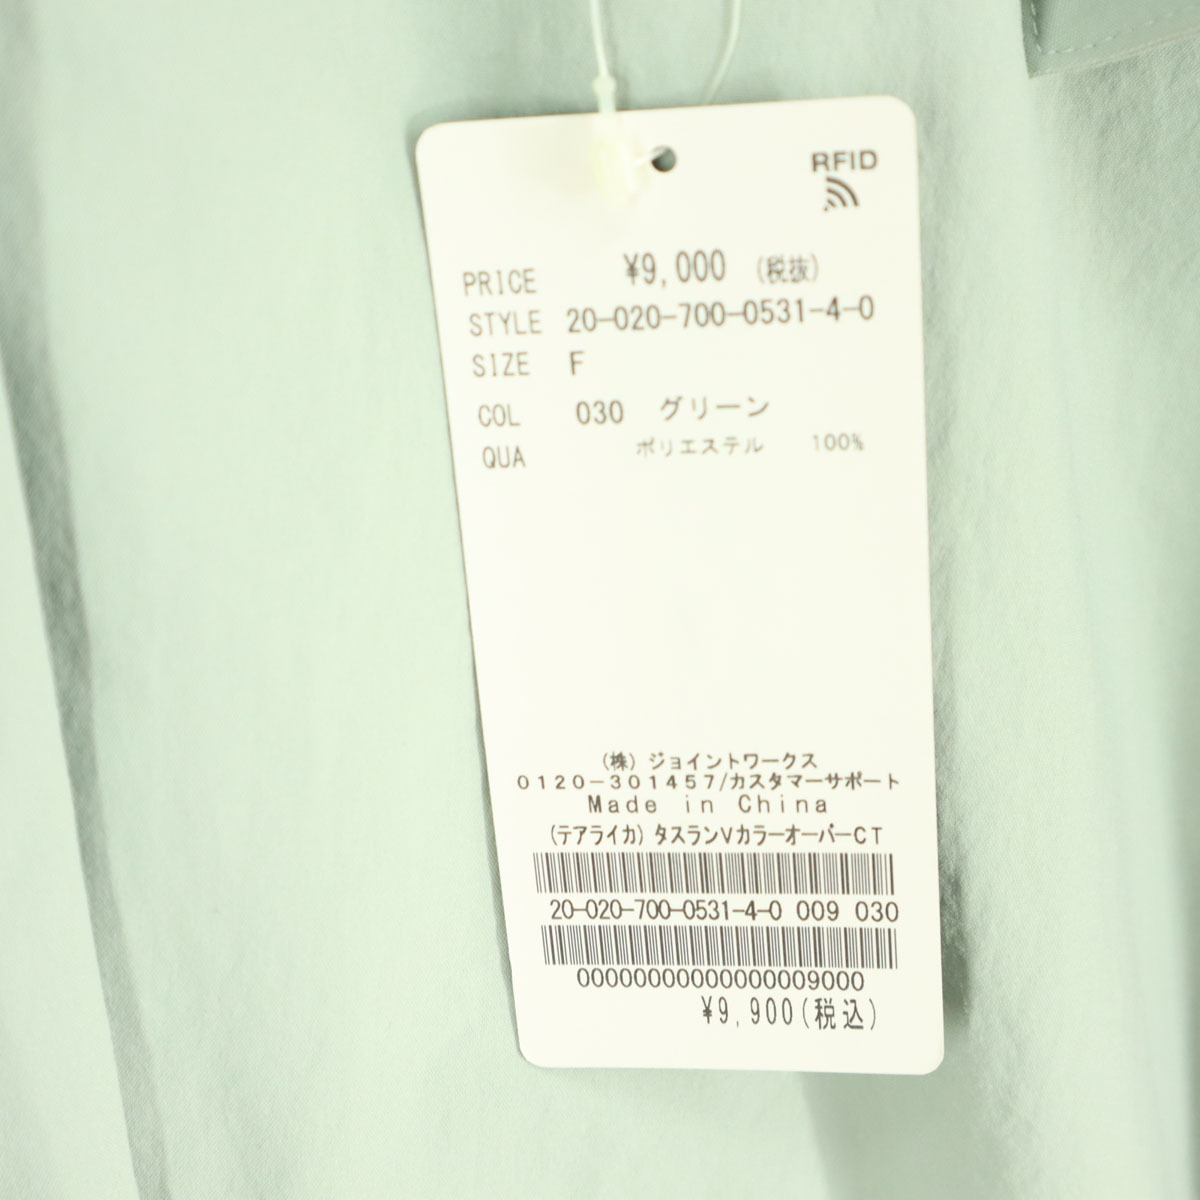 RFID
PRICE ¥9,000 (税抜)
STYLE 20-020-700-0531-4-0
SIZE F
COL 030 グリーン
QUA ポリエステル 100%
(株) ジョイントワークス
0120-301457/カスタマーサポート
Made in China
(テアライカ) タスランVカラーオーバーCT
20-020-700-0531-4-0 009 030
00000000000000009000
¥9,900(税込)